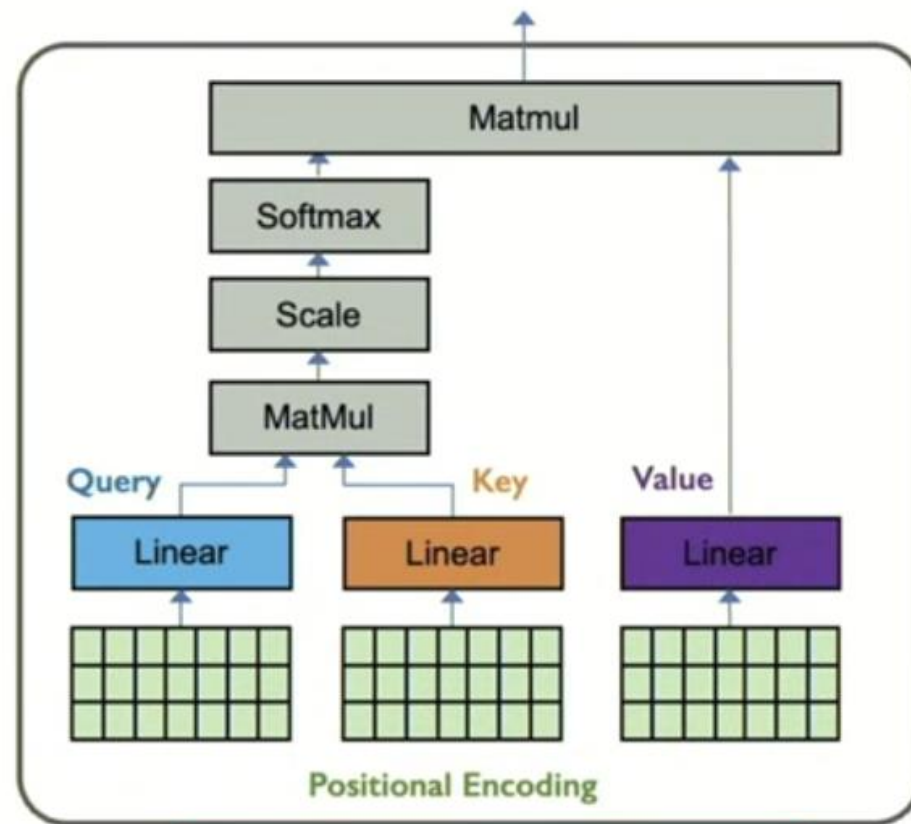 Matmul
Softmax
Scale
MatMul
Query Key Value
Linear Linear Linear
Positional Encoding